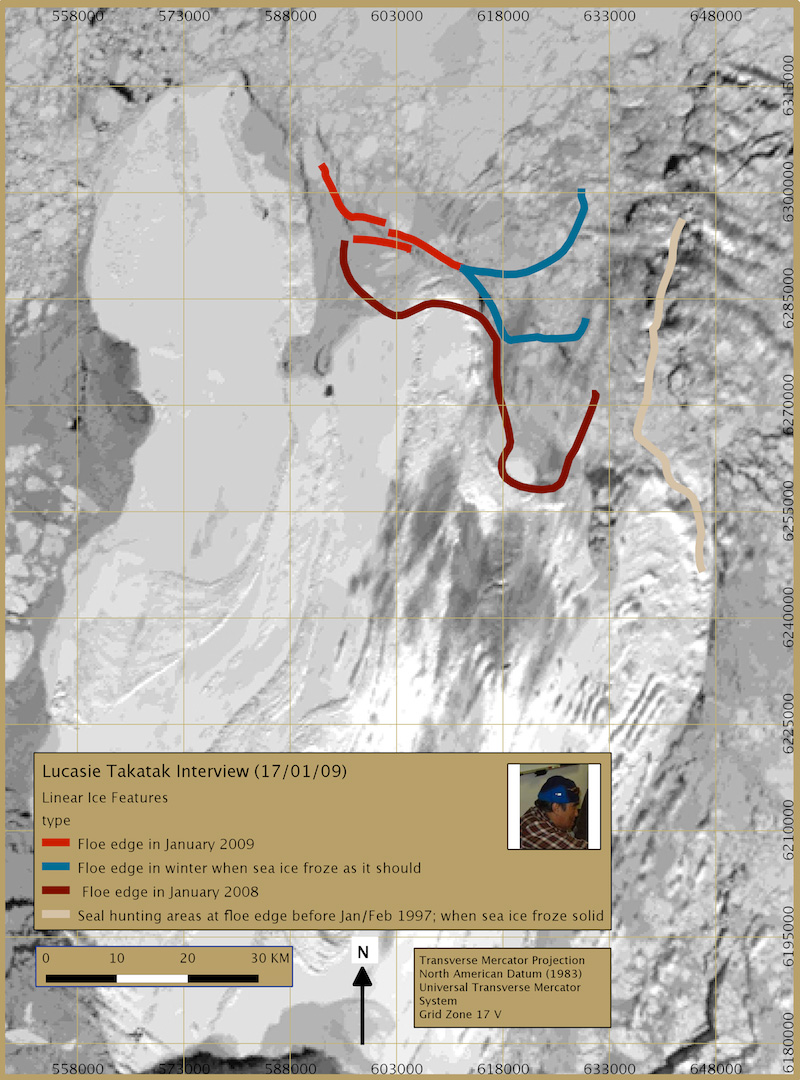 558000 573000 588000 603000 618000 633000 648000
6315000
6300000
6285000
6270000
6255000
6240000
6225000
6210000
6195000
6180000
Lucasie Takatak Interview (17/01/09)
Linear Ice Features
type
Floe edge in January 2009
Floe edge in winter when sea ice froze as it should
Floe edge in January 2008
Seal hunting areas at floe edge before Jan/Feb 1997; when sea ice froze solid
0 10 20 30 KM
N
Transverse Mercator Projection
North American Datum (1983)
Universal Transverse Mercator
System
Grid Zone 17 V
558000 573000 588000 603000 618000 633000 648000